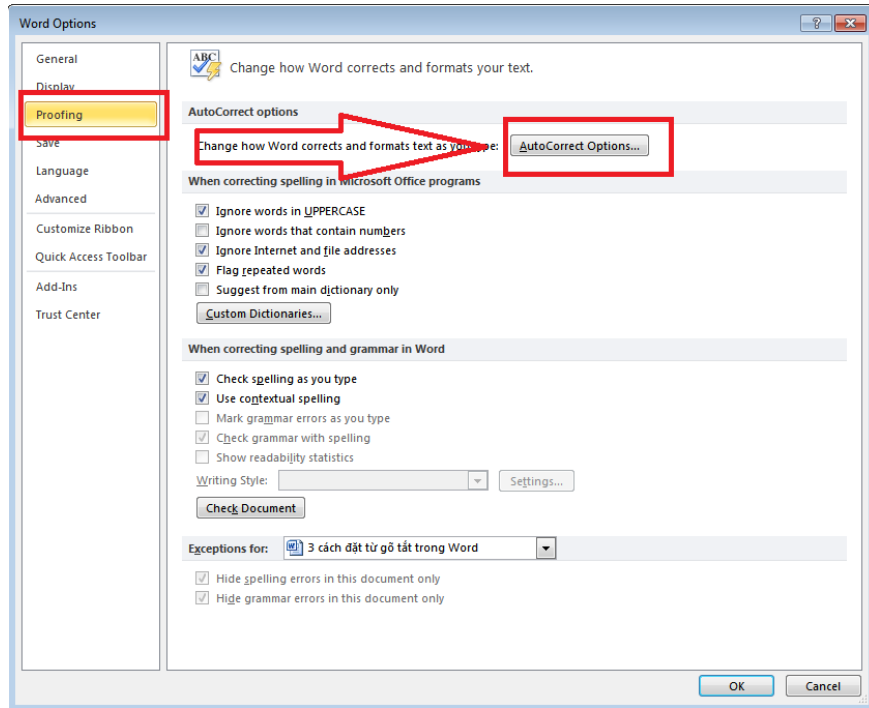 Word Options
General
Display
Proofing
Save
Language
Advanced
Customize Ribbon
Quick Access Toolbar
Add-Ins
Trust Center
ABC
Change how Word corrects and formats your text.
AutoCorrect options
Change how Word corrects and formats text as you type: AutoCorrect Options...
When correcting spelling in Microsoft Office programs
Ignore words in UPPERCASE
Ignore words that contain numbers
Ignore Internet and file addresses
Flag repeated words
Suggest from main dictionary only
Custom Dictionaries...
When correcting spelling and grammar in Word
Check spelling as you type
Use contextual spelling
Mark grammar errors as you type
Check grammar with spelling
Show readability statistics
Writing Style: Settings...
Check Document
Exceptions for: 3 cách đặt từ gõ tắt trong Word
Hide spelling errors in this document only
Hide grammar errors in this document only
OK Cancel